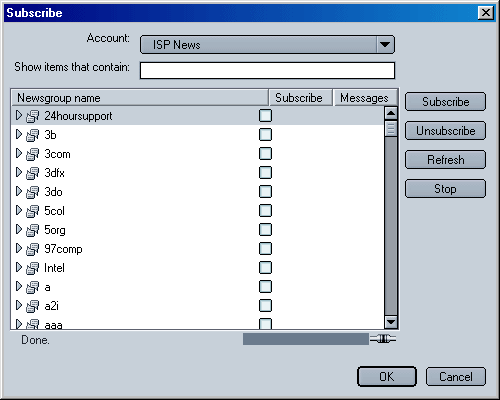 Subscribe
Account: ISP News
Show items that contain:
Newsgroup name Subscribe Messages
24hoursupport
3b
3com
3dfx
3do
5col
5org
97comp
Intel
a
a2i
aaa
Subscribe
Unsubscribe
Refresh
Stop
Done.
OK Cancel